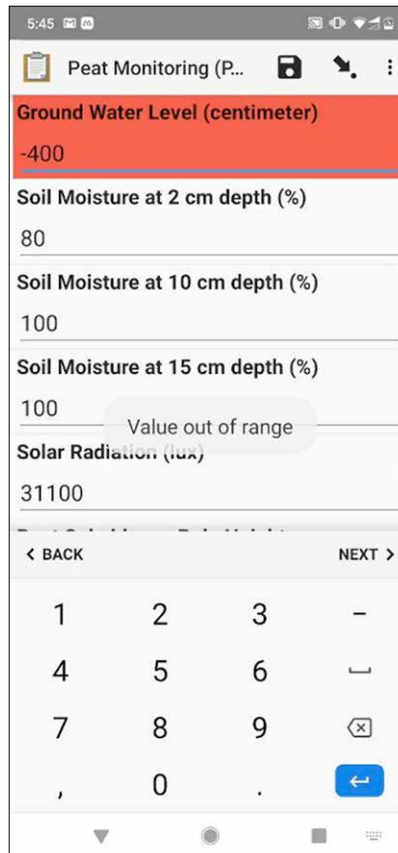 5:45
Peat Monitoring (P...
Ground Water Level (centimeter)
-400
Soil Moisture at 2 cm depth (%)
80
Soil Moisture at 10 cm depth (%)
100
Soil Moisture at 15 cm depth (%)
100
Value out of range
Solar Radiation (lux)
31100
< BACK NEXT >
1 2 3 -
4 5 6
7 8 9
, 0 .